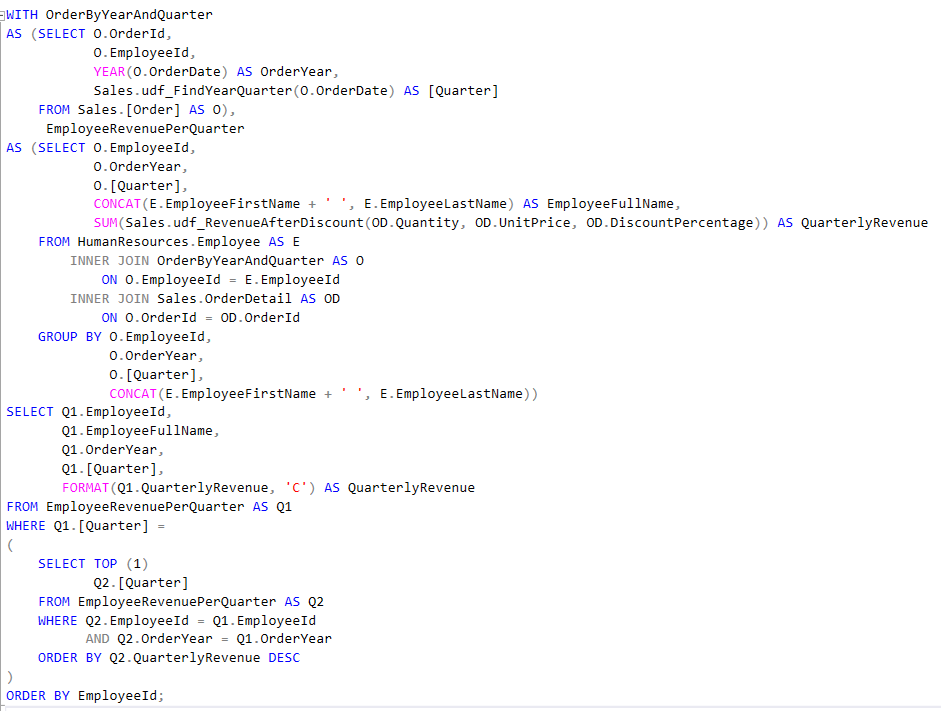 WITH OrderByYearAndQuarter
AS (SELECT O.OrderId,
           O.EmployeeId,
           YEAR(O.OrderDate) AS OrderYear,
           Sales.udf_FindYearQuarter(O.OrderDate) AS [Quarter]
    FROM Sales.[Order] AS O),
     EmployeeRevenuePerQuarter
AS (SELECT O.EmployeeId,
           O.OrderYear,
           O.[Quarter],
           CONCAT(E.EmployeeFirstName + ' ', E.EmployeeLastName) AS EmployeeFullName,
           SUM(Sales.udf_RevenueAfterDiscount(OD.Quantity, OD.UnitPrice, OD.DiscountPercentage)) AS QuarterlyRevenue
    FROM HumanResources.Employee AS E
        INNER JOIN OrderByYearAndQuarter AS O
            ON O.EmployeeId = E.EmployeeId
        INNER JOIN Sales.OrderDetail AS OD
            ON O.OrderId = OD.OrderId
    GROUP BY O.EmployeeId,
             O.OrderYear,
             O.[Quarter],
             CONCAT(E.EmployeeFirstName + ' ', E.EmployeeLastName))
SELECT Q1.EmployeeId,
       Q1.EmployeeFullName,
       Q1.OrderYear,
       Q1.[Quarter],
       FORMAT(Q1.QuarterlyRevenue, 'C') AS QuarterlyRevenue
FROM EmployeeRevenuePerQuarter AS Q1
WHERE Q1.[Quarter] =
(
    SELECT TOP (1)
           Q2.[Quarter]
    FROM EmployeeRevenuePerQuarter AS Q2
    WHERE Q2.EmployeeId = Q1.EmployeeId
          AND Q2.OrderYear = Q1.OrderYear
    ORDER BY Q2.QuarterlyRevenue DESC
)
ORDER BY EmployeeId;